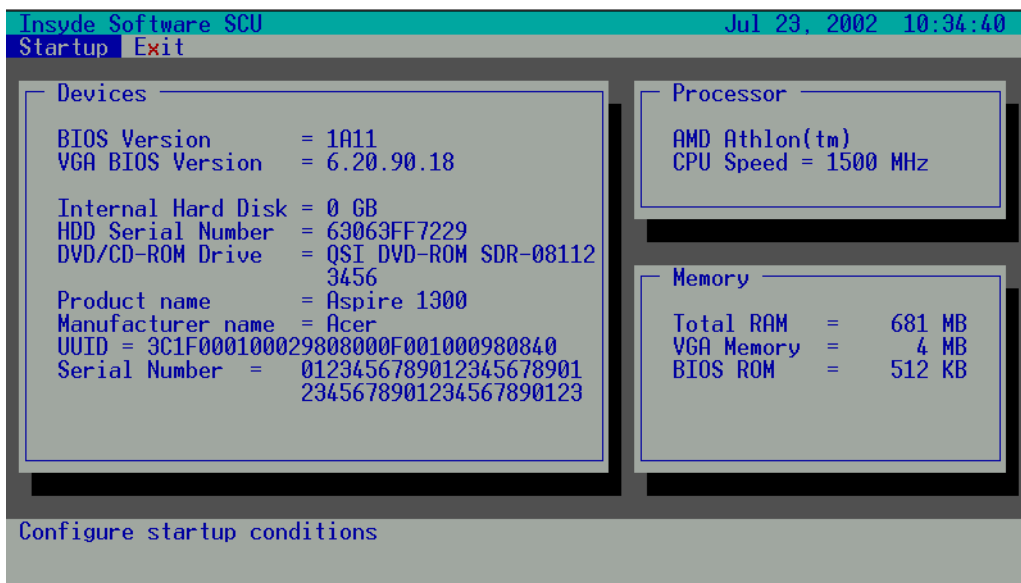 Insyde Software SCU Jul 23, 2002 10:34:40
Startup Exit
Devices
BIOS Version = 1A11
VGA BIOS Version = 6.20.90.18
Internal Hard Disk = 0 GB
HDD Serial Number = 63063FF7229
DVD/CD-ROM Drive = QSI DVD-ROM SDR-08112
3456
Product name = Aspire 1300
Manufacturer name = Acer
UUID = 3C1F000100029808000F001000980840
Serial Number = 0123456789012345678901
2345678901234567890123
Processor
AMD Athlon(tm)
CPU Speed = 1500 MHz
Memory
Total RAM = 681 MB
VGA Memory = 4 MB
BIOS ROM = 512 KB
Configure startup conditions